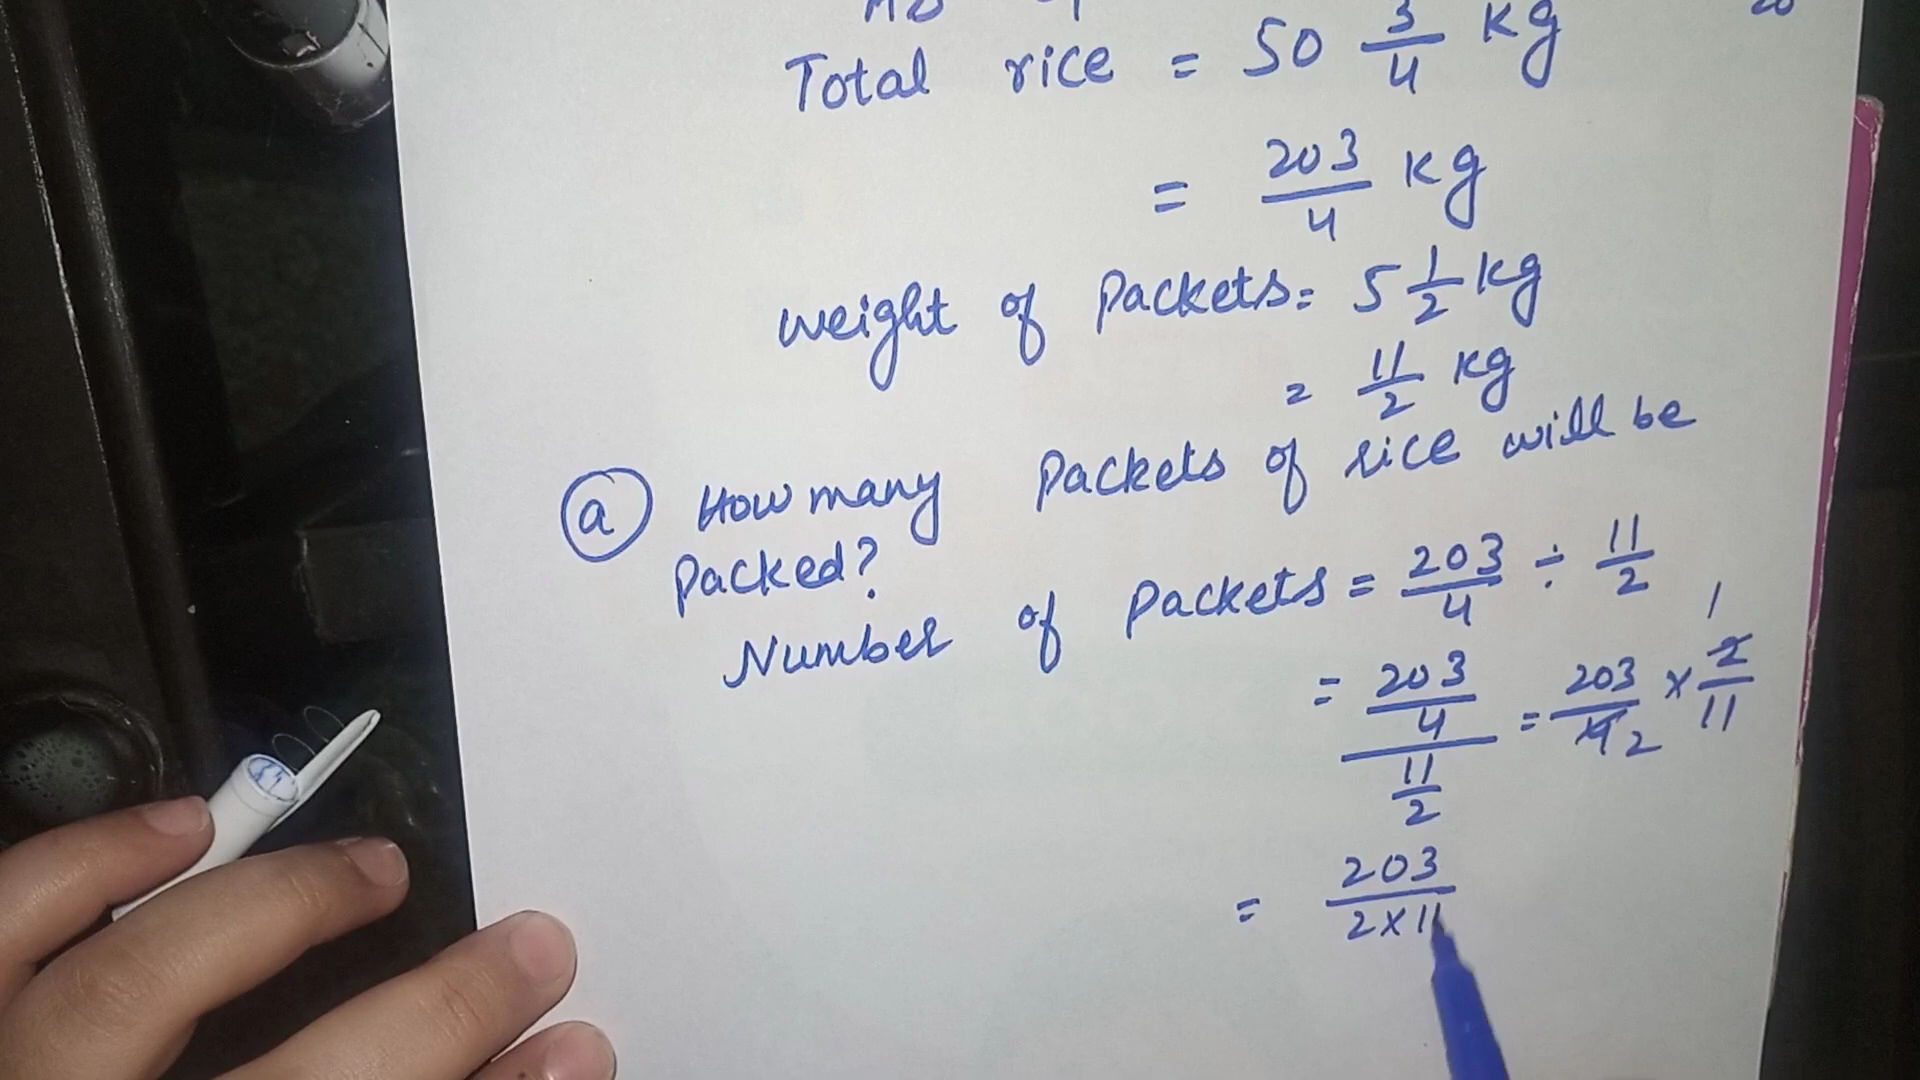 Total rice = 50 3/4 kg
= 203/4 kg
weight of Packets = 5 1/2 kg
= 11/2 kg
(a) How many Packets of rice will be
Packed?
Number of Packets = 203/4 ÷ 11/2
= 203/4 / 11/2 = 203/4 2 × 1 2/11
= 203/2×11